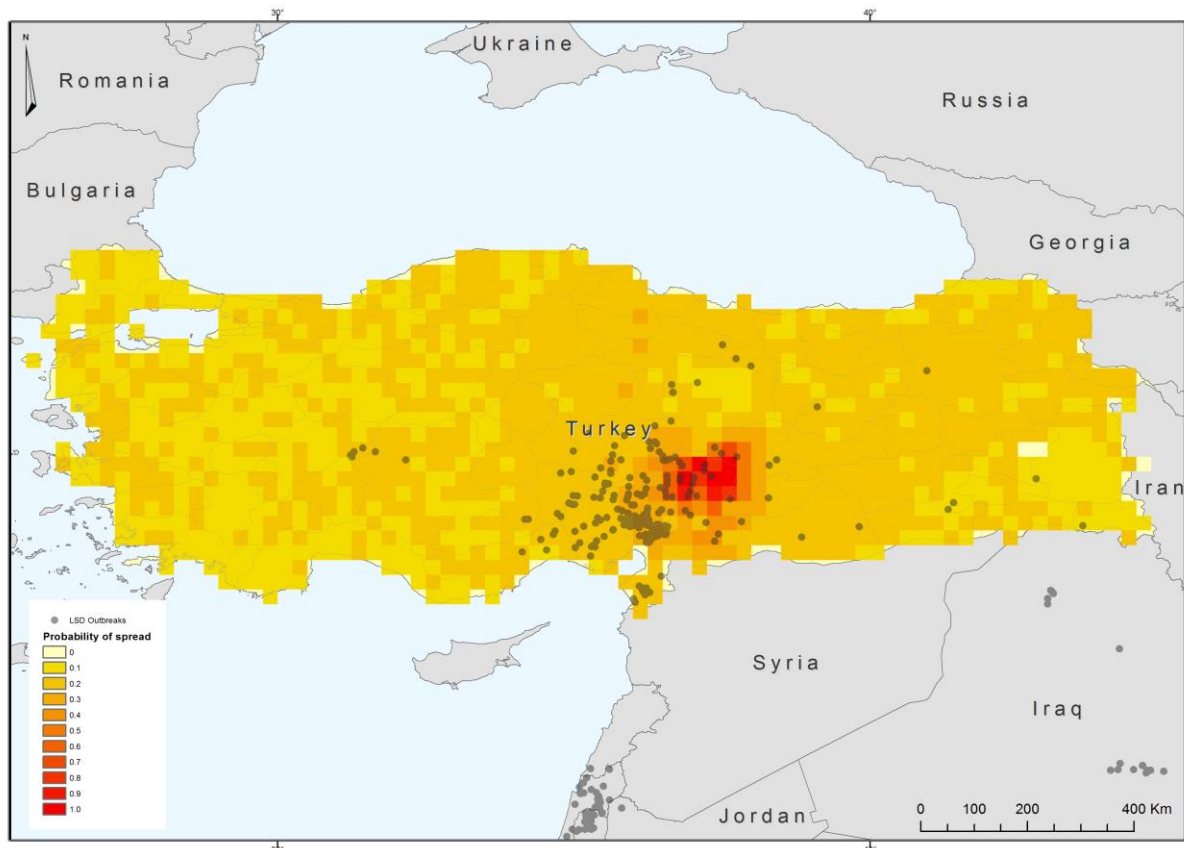 30°
40°
N
Ukraine
Romania
Russia
Bulgaria
Georgia
Turkey
Iran
LSD Outbreaks
Probability of spread
0
0.1
0.2
0.3
0.4
0.5
0.6
0.7
0.8
0.9
1.0
Syria
Iraq
Jordan
0 100 200 400 Km